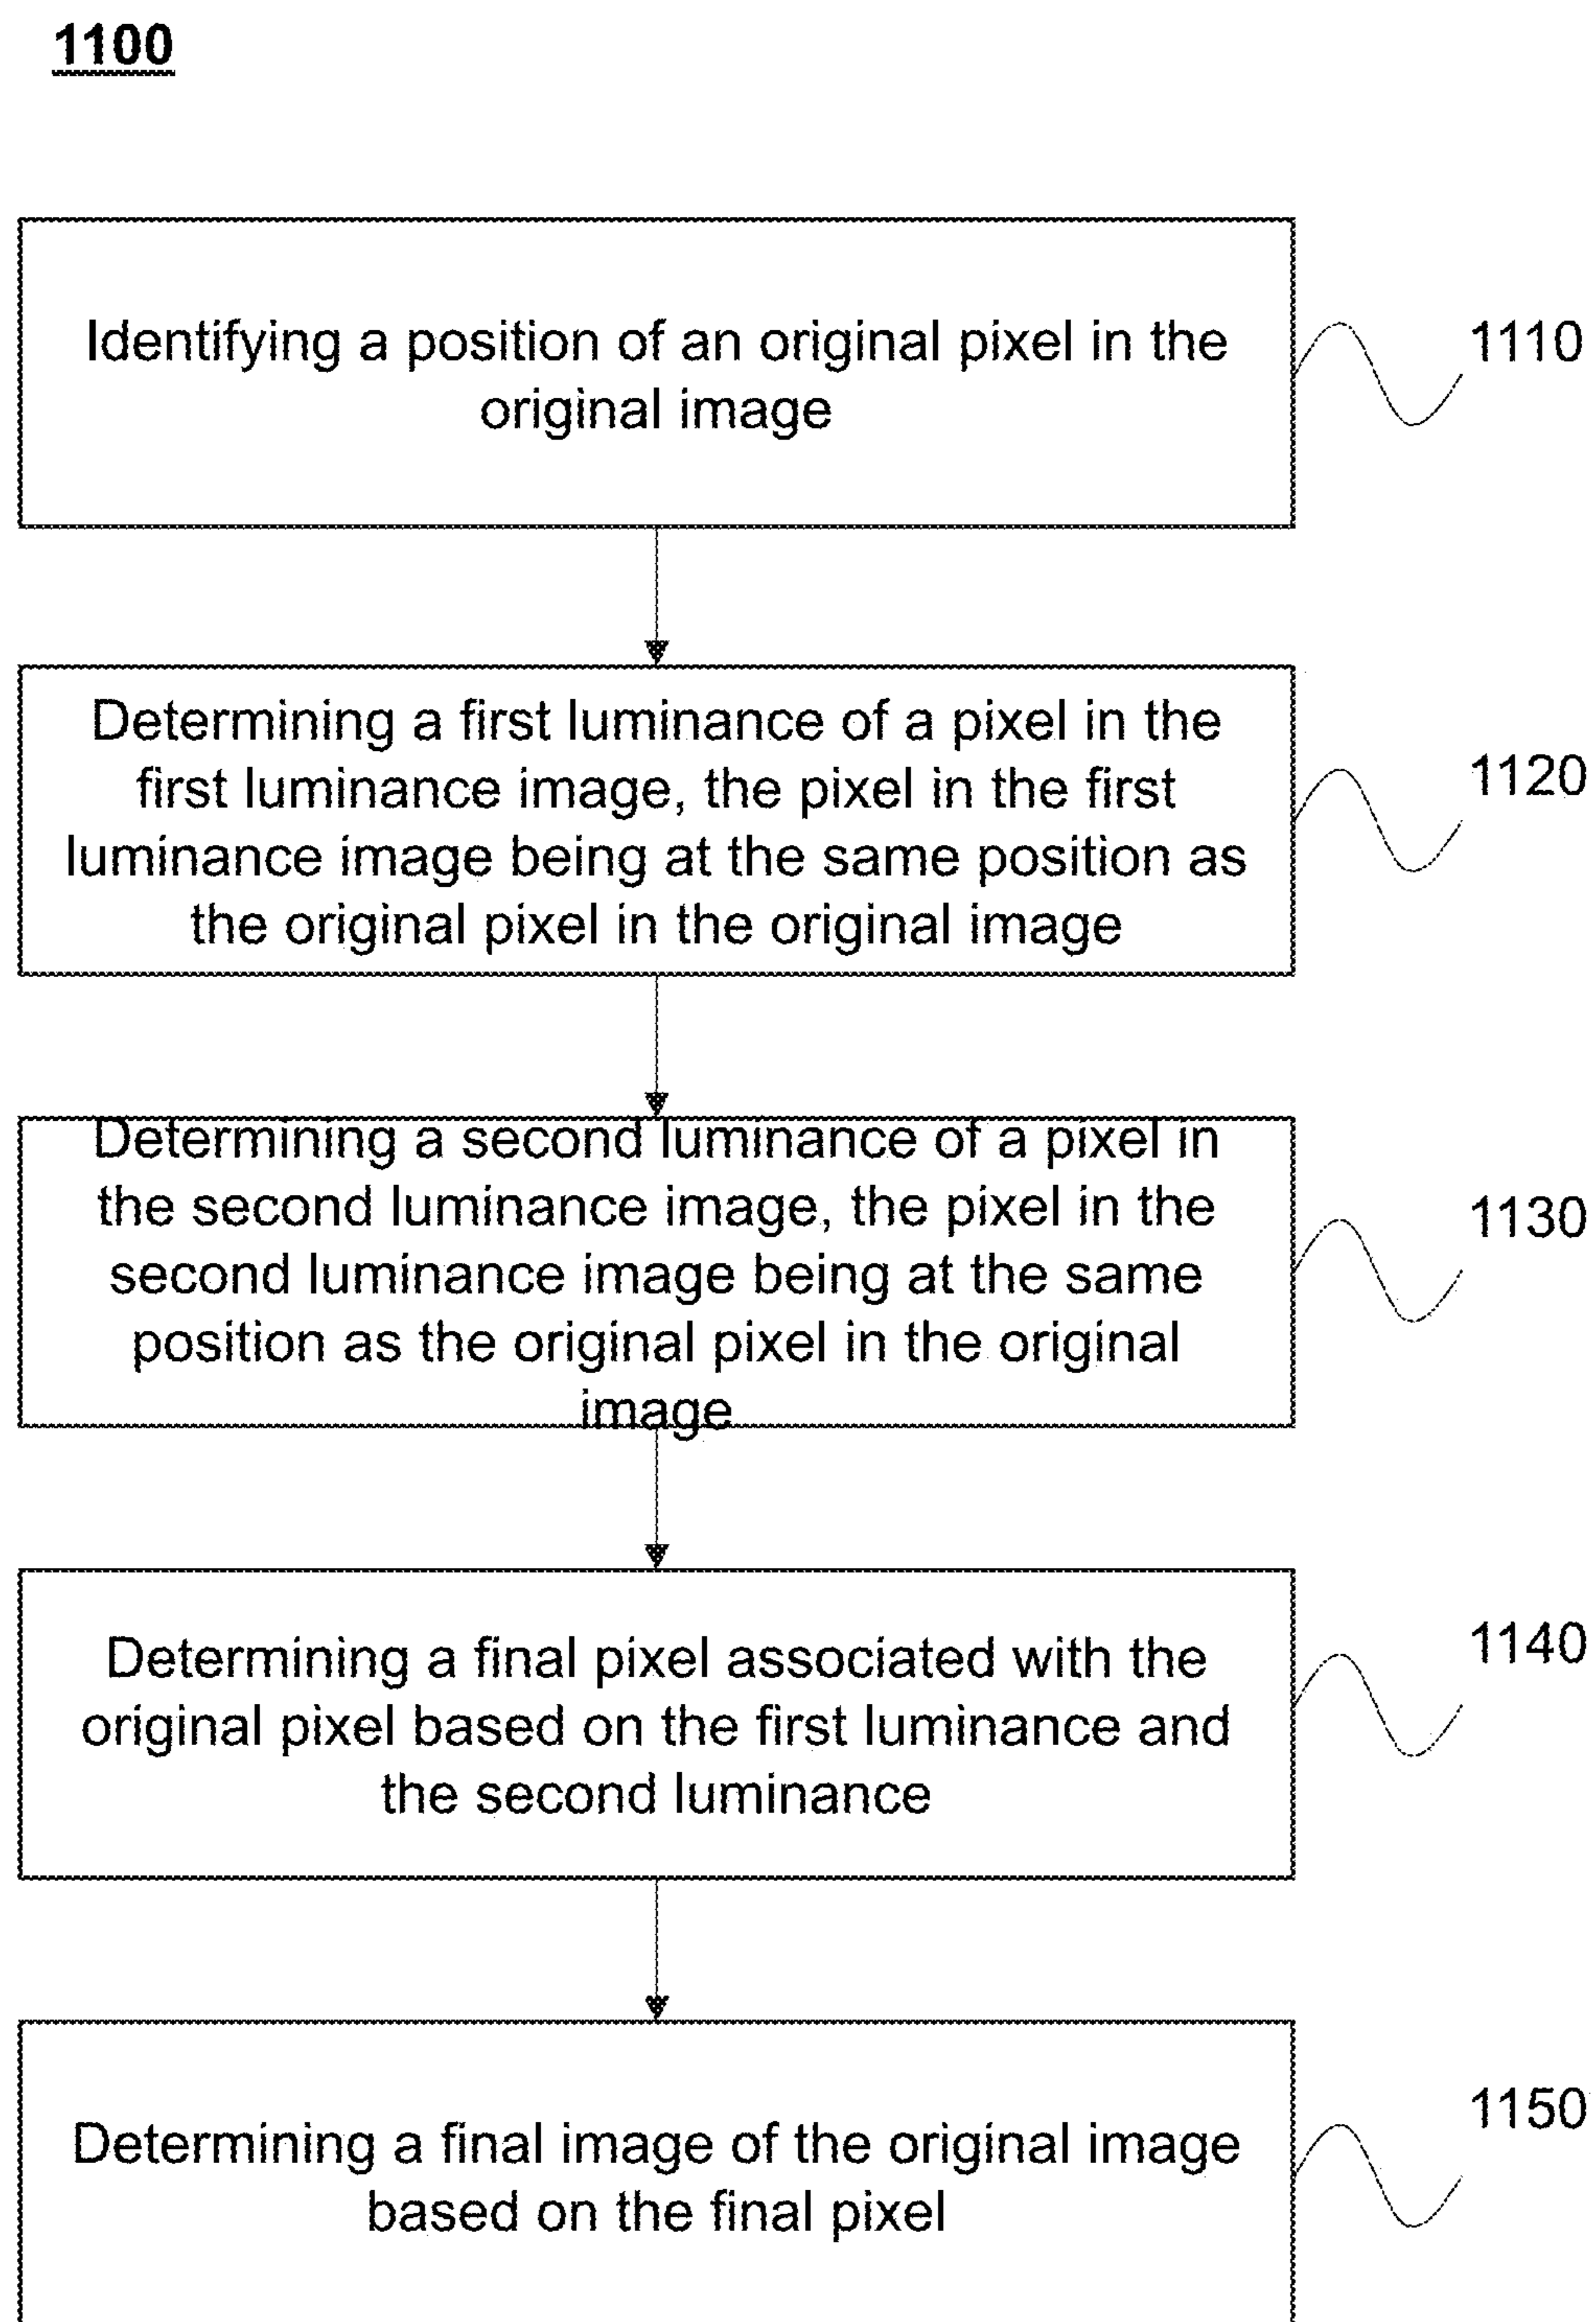 1100
Identifying a position of an original pixel in the
original image
1110
Determining a first luminance of a pixel in the
first luminance image, the pixel in the first
luminance image being at the same position as
the original pixel in the original image
1120
Determining a second luminance of a pixel in
the second luminance image, the pixel in the
second luminance image being at the same
position as the original pixel in the original
image
1130
Determining a final pixel associated with the
original pixel based on the first luminance and
the second luminance
1140
Determining a final image of the original image
based on the final pixel
1150